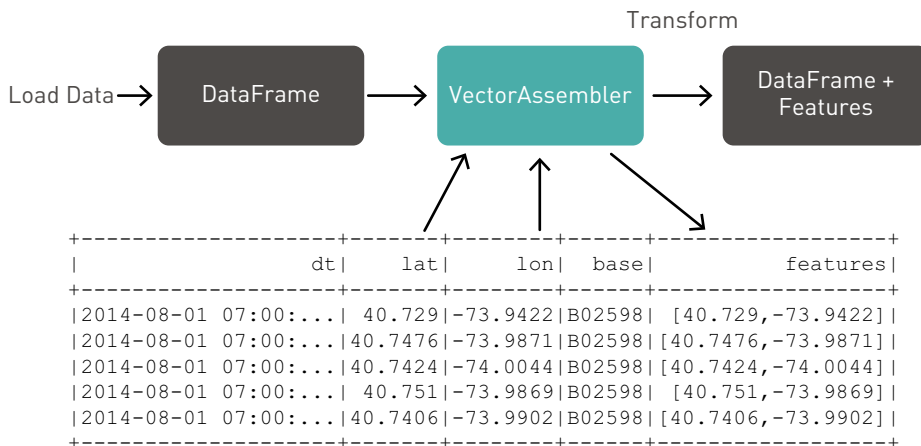 Transform
Load Data
DataFrame
VectorAssembler
DataFrame +
Features
+--------------------+-------+--------+------+------------------+
|                  dt|    lat|     lon|  base|          features|
+--------------------+-------+--------+------+------------------+
|2014-08-01 07:00:...| 40.729|-73.9422|B02598| [40.729,-73.9422]|
|2014-08-01 07:00:...|40.7476|-73.9871|B02598|[40.7476,-73.9871]|
|2014-08-01 07:00:...|40.7424|-74.0044|B02598|[40.7424,-74.0044]|
|2014-08-01 07:00:...| 40.751|-73.9869|B02598| [40.751,-73.9869]|
|2014-08-01 07:00:...|40.7406|-73.9902|B02598|[40.7406,-73.9902]|
+--------------------+-------+--------+------+------------------+